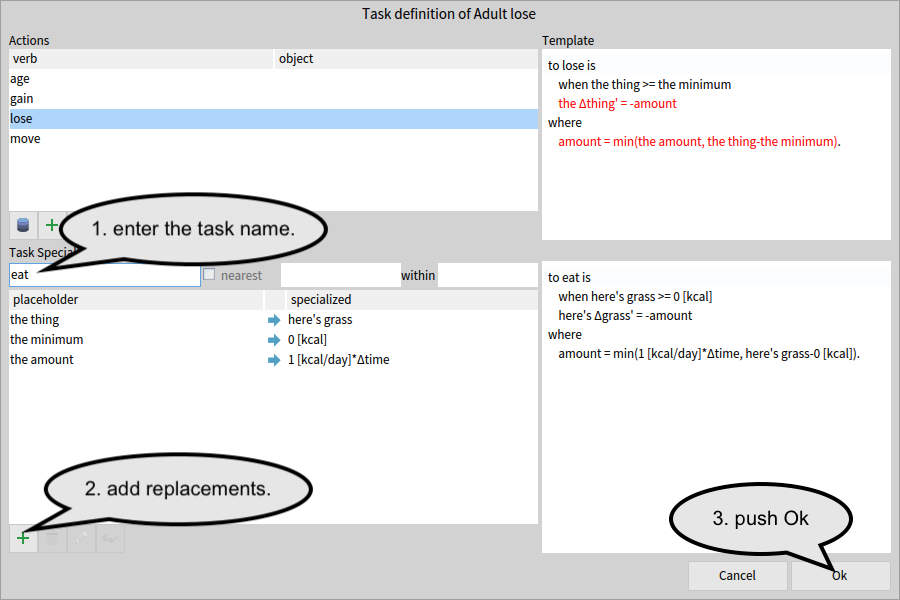 Task definition of Adult lose
Actions
verb object
age
gain
lose
move
1. enter the task name.
Task Special
eat nearest within
placeholder specialized
the thing here's grass
the minimum 0 [kcal]
the amount 1 [kcal/day]*Δtime
2. add replacements.
Template
to lose is
when the thing >= the minimum
the Δthing' = -amount
where
amount = min(the amount, the thing-the minimum).
to eat is
when here's grass >= 0 [kcal]
here's Δgrass' = -amount
where
amount = min(1 [kcal/day]*Δtime, here's grass-0 [kcal]).
3. push Ok
Cancel Ok